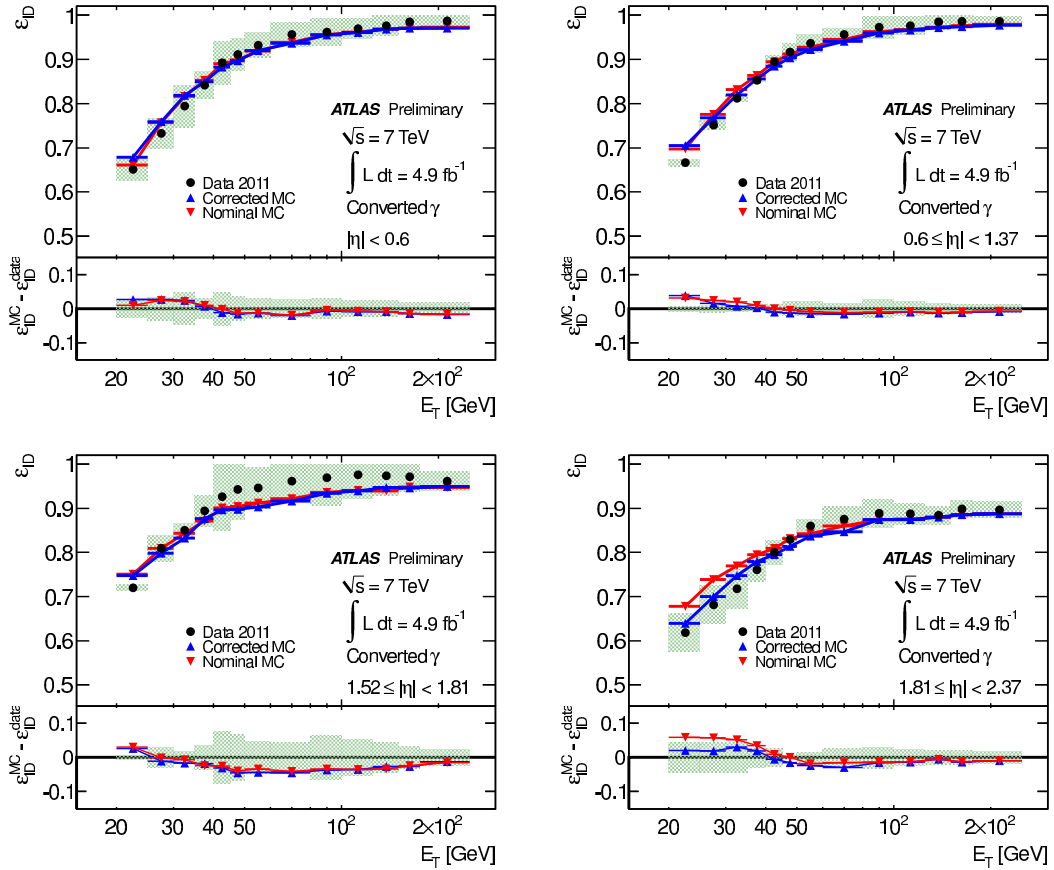 ε_ID
1
0.9
0.8
0.7
0.6
0.5
ATLAS Preliminary
√s = 7 TeV
∫ L dt = 4.9 fb⁻¹
Data 2011
Corrected MC
Nominal MC
Converted γ
|η| < 0.6
ε_ID^MC - ε_ID^data
0.1
0
-0.1
20 30 40 50 10² 2×10²
E_T [GeV]
ε_ID
1
0.9
0.8
0.7
0.6
0.5
ATLAS Preliminary
√s = 7 TeV
∫ L dt = 4.9 fb⁻¹
Data 2011
Corrected MC
Nominal MC
Converted γ
0.6 ≤ |η| < 1.37
ε_ID^MC - ε_ID^data
0.1
0
-0.1
20 30 40 50 10² 2×10²
E_T [GeV]
ε_ID
1
0.9
0.8
0.7
0.6
0.5
ATLAS Preliminary
√s = 7 TeV
∫ L dt = 4.9 fb⁻¹
Data 2011
Corrected MC
Nominal MC
Converted γ
1.52 ≤ |η| < 1.81
ε_ID^MC - ε_ID^data
0.1
0
-0.1
20 30 40 50 10² 2×10²
E_T [GeV]
ε_ID
1
0.9
0.8
0.7
0.6
0.5
ATLAS Preliminary
√s = 7 TeV
∫ L dt = 4.9 fb⁻¹
Data 2011
Corrected MC
Nominal MC
Converted γ
1.81 ≤ |η| < 2.37
ε_ID^MC - ε_ID^data
0.1
0
-0.1
20 30 40 50 10² 2×10²
E_T [GeV]